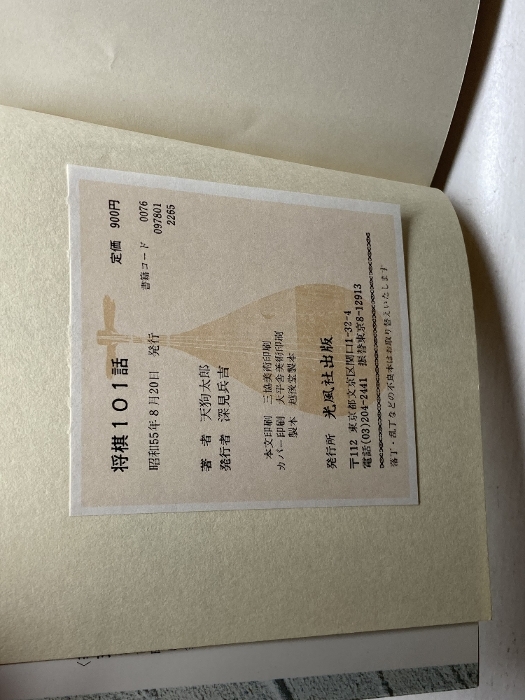 将棋101話
定価 900円
書籍コード 0076
097801
2265
昭和55年8月20日 発行
著者 天狗太郎
発行者 深見兵吉
本文印刷 三協美術印刷
カバー印刷 太平舎美術印刷
製本 越後堂製本
発行所 光風社出版
〒112 東京都文京区関口1-32-4
電話(03)204-2441 振替東京8-12913
落丁・乱丁などの不良本はお取り替えいたします